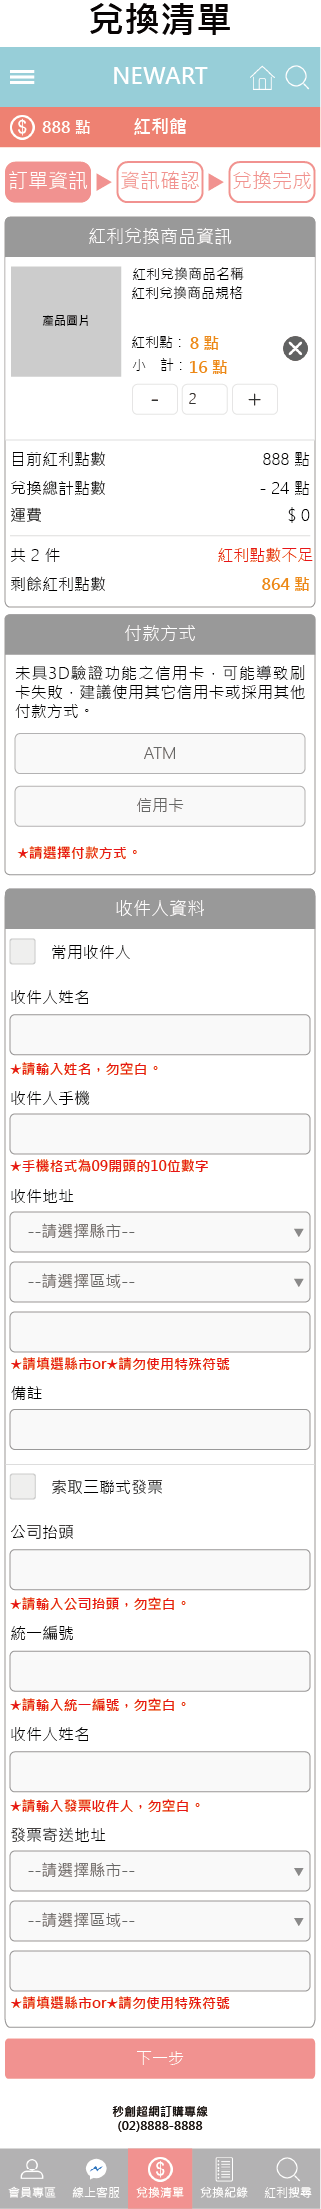 兌換清單
NEWART
888 點 紅利館
訂單資訊 資訊確認 兌換完成
紅利兌換商品資訊
產品圖片
紅利兌換商品名稱
紅利兌換商品規格
紅利點 : 8 點
小 計 : 16 點
- 2 +
目前紅利點數 888 點
兌換總計點數 - 24 點
運費 $ 0
共 2 件 紅利點數不足
剩餘紅利點數 864 點
付款方式
未具3D驗證功能之信用卡，可能導致刷
卡失敗，建議使用其它信用卡或採用其他
付款方式。
ATM
信用卡
★請選擇付款方式。
收件人資料
常用收件人
收件人姓名
★請輸入姓名，勿空白。
收件人手機
★手機格式為09開頭的10位數字
收件地址
--請選擇縣市--
--請選擇區域--
★請填選縣市or★請勿使用特殊符號
備註
索取三聯式發票
公司抬頭
★請輸入公司抬頭，勿空白。
統一編號
★請輸入統一編號，勿空白。
收件人姓名
★請輸入發票收件人，勿空白。
發票寄送地址
--請選擇縣市--
--請選擇區域--
★請填選縣市or★請勿使用特殊符號
下一步
秒創超網訂購專線
(02)8888-8888
會員專區 線上客服 兌換清單 兌換紀錄 紅利搜尋